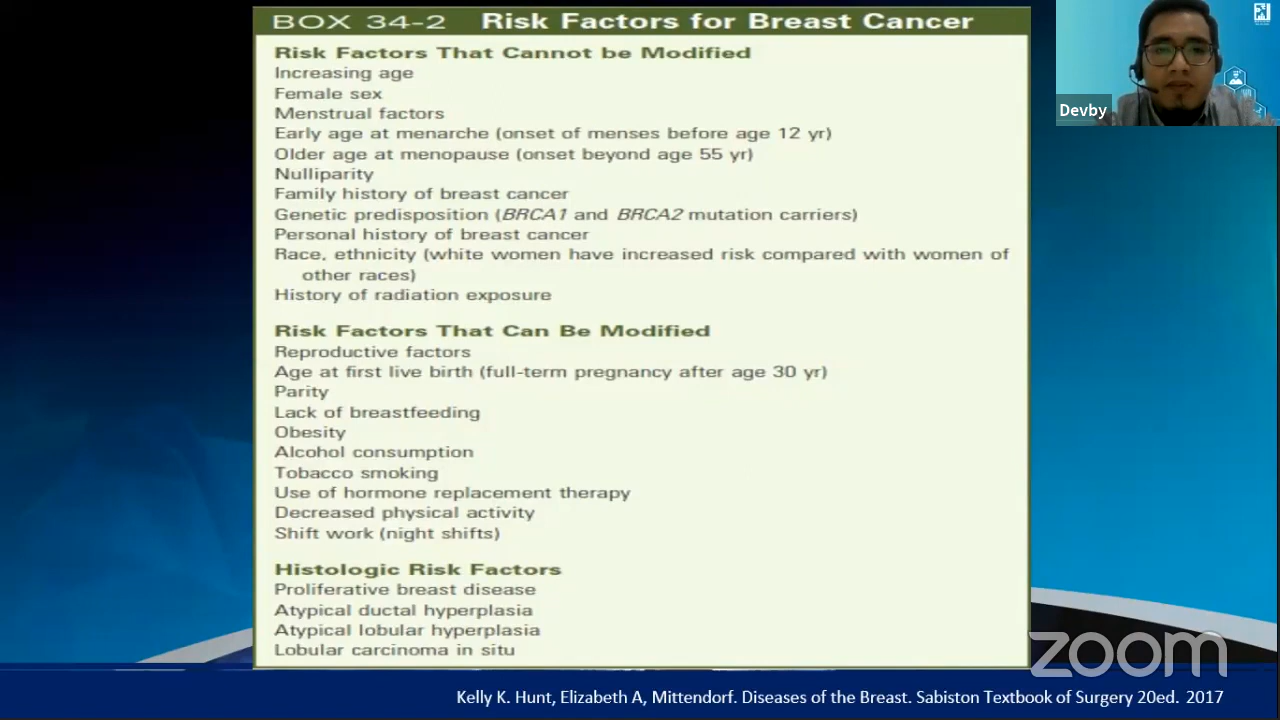 BOX 34-2 Risk Factors for Breast Cancer
Risk Factors That Cannot be Modified
Increasing age
Female sex
Menstrual factors
Early age at menarche (onset of menses before age 12 yr)
Older age at menopause (onset beyond age 55 yr)
Nulliparity
Family history of breast cancer
Genetic predisposition (BRCA1 and BRCA2 mutation carriers)
Personal history of breast cancer
Race, ethnicity (white women have increased risk compared with women of
other races)
History of radiation exposure
Risk Factors That Can Be Modified
Reproductive factors
Age at first live birth (full-term pregnancy after age 30 yr)
Parity
Lack of breastfeeding
Obesity
Alcohol consumption
Tobacco smoking
Use of hormone replacement therapy
Decreased physical activity
Shift work (night shifts)
Histologic Risk Factors
Proliferative breast disease
Atypical ductal hyperplasia
Atypical lobular hyperplasia
Lobular carcinoma in situ
Devby
zoom
Kelly K. Hunt, Elizabeth A, Mittendorf. Diseases of the Breast. Sabiston Textbook of Surgery 20ed. 2017